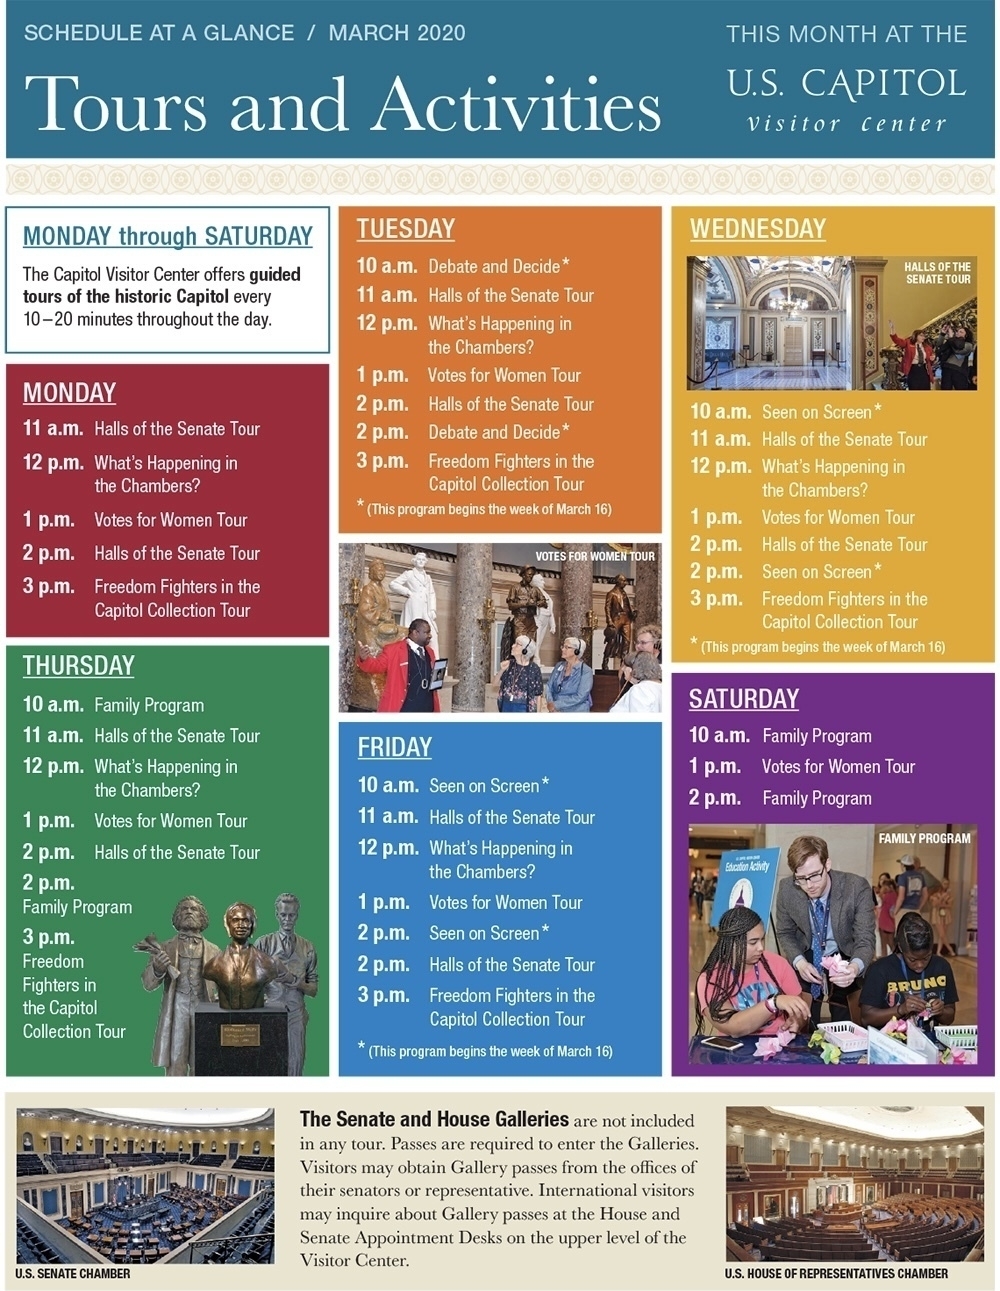 SCHEDULE AT A GLANCE / MARCH 2020
Tours and Activities
THIS MONTH AT THE
U.S. CAPITOL
Visitor Center
MONDAY through SATURDAY
The Capitol Visitor Center offers guided
tours of the historic Capitol every
10–20 minutes throughout the day.
MONDAY
11 a.m. Halls of the Senate Tour
12 p.m. What's Happening in
the Chambers?
1 p.m. Votes for Women Tour
2 p.m. Halls of the Senate Tour
3 p.m. Freedom Fighters in the
Capitol Collection Tour
TUESDAY
10 a.m. Debate and Decide*
11 a.m. Halls of the Senate Tour
12 p.m. What's Happening in
the Chambers?
1 p.m. Votes for Women Tour
2 p.m. Halls of the Senate Tour
2 p.m. Debate and Decide*
3 p.m. Freedom Fighters in the
Capitol Collection Tour
* (This program begins the week of March 16)
VOTES FOR WOMEN TOUR
WEDNESDAY
HALLS OF THE
SENATE TOUR
10 a.m. Seen on Screen*
11 a.m. Halls of the Senate Tour
12 p.m. What's Happening in
the Chambers?
1 p.m. Votes for Women Tour
2 p.m. Halls of the Senate Tour
2 p.m. Seen on Screen*
3 p.m. Freedom Fighters in the
Capitol Collection Tour
* (This program begins the week of March 16)
THURSDAY
10 a.m. Family Program
11 a.m. Halls of the Senate Tour
12 p.m. What's Happening in
the Chambers?
1 p.m. Votes for Women Tour
2 p.m. Halls of the Senate Tour
2 p.m.
Family Program
3 p.m.
Freedom
Fighters in
the Capitol
Collection Tour
FRIDAY
10 a.m. Seen on Screen*
11 a.m. Halls of the Senate Tour
12 p.m. What's Happening in
the Chambers?
1 p.m. Votes for Women Tour
2 p.m. Seen on Screen*
2 p.m. Halls of the Senate Tour
3 p.m. Freedom Fighters in the
Capitol Collection Tour
* (This program begins the week of March 16)
SATURDAY
10 a.m. Family Program
1 p.m. Votes for Women Tour
2 p.m. Family Program
FAMILY PROGRAM
Education Activity
BRUNO
The Senate and House Galleries are not included
in any tour. Passes are required to enter the Galleries.
Visitors may obtain Gallery passes from the offices of
their senators or representative. International visitors
may inquire about Gallery passes at the House and
Senate Appointment Desks on the upper level of the
Visitor Center.
U.S. SENATE CHAMBER
U.S. HOUSE OF REPRESENTATIVES CHAMBER